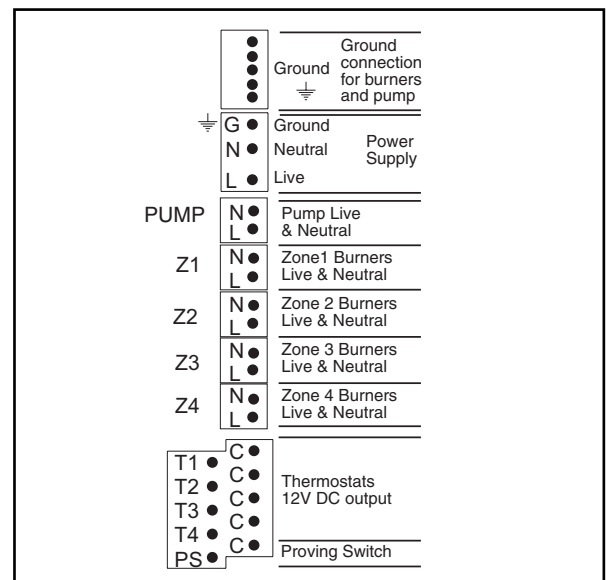 Ground
Ground
connection
for burners
and pump
G Ground
N Neutral
L Live
Power
Supply
PUMP N L Pump Live
& Neutral
Z1 N L Zone1 Burners
Live & Neutral
Z2 N L Zone 2 Burners
Live & Neutral
Z3 N L Zone 3 Burners
Live & Neutral
Z4 N L Zone 4 Burners
Live & Neutral
T1 C
T2 C
T3 C
T4 C
PS C
Thermostats
12V DC output
Proving Switch